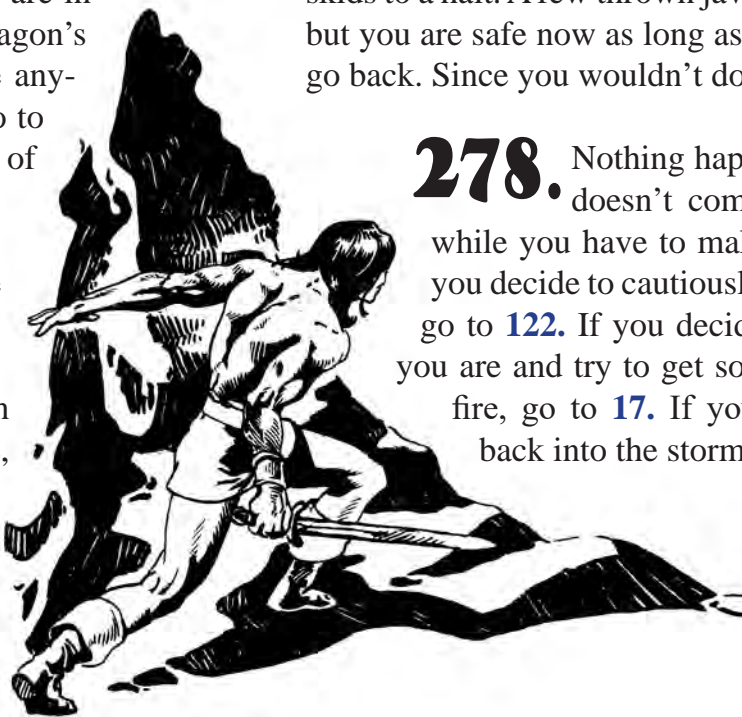 are in
agon's
any-
o to
of
skids to a halt. A few thrown jav
but you are safe now as long as
go back. Since you wouldn’t do
278. Nothing hap
doesn’t com
while you have to mak
you decide to cautiousl
go to 122. If you decid
you are and try to get so
fire, go to 17. If you
back into the storm